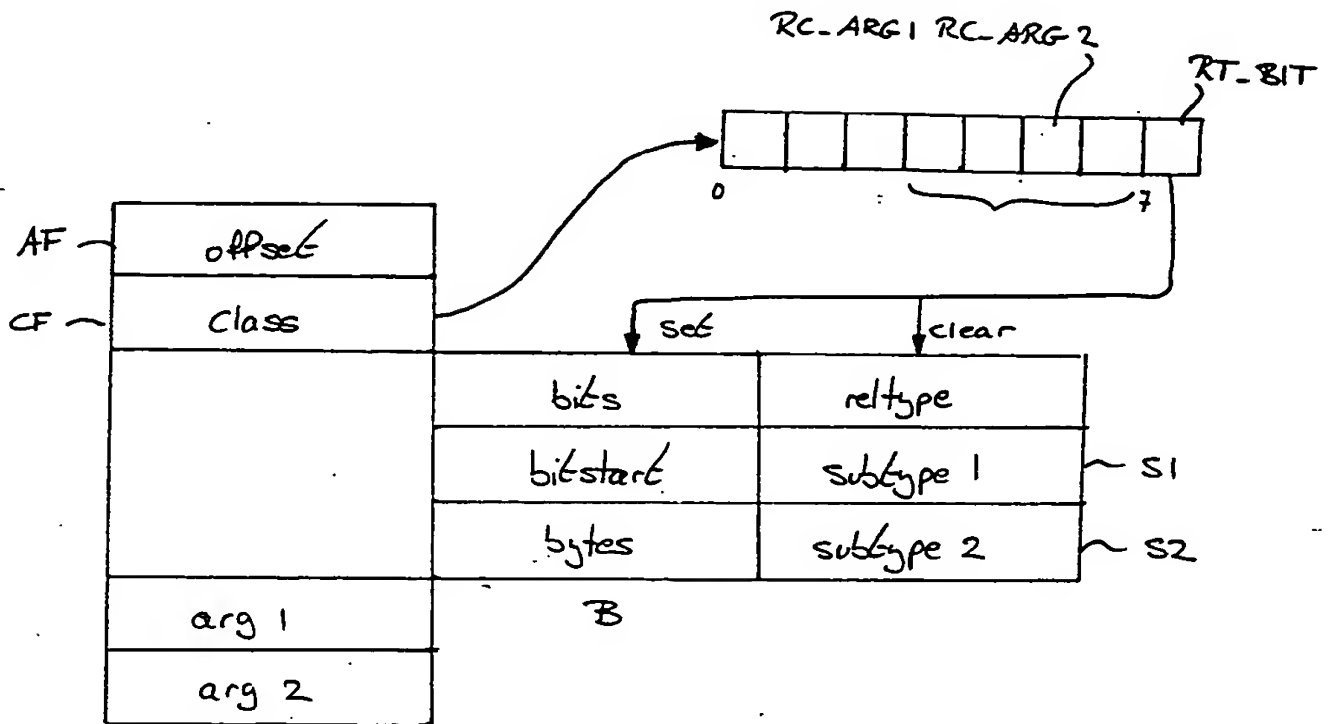 RC_ARG1 RC_ARG2
RT_BIT
0
7
AF
offset
CF
class
set
clear
bits
reltype
bitstart
subtype 1
S1
bytes
subtype 2
S2
B
arg 1
arg 2